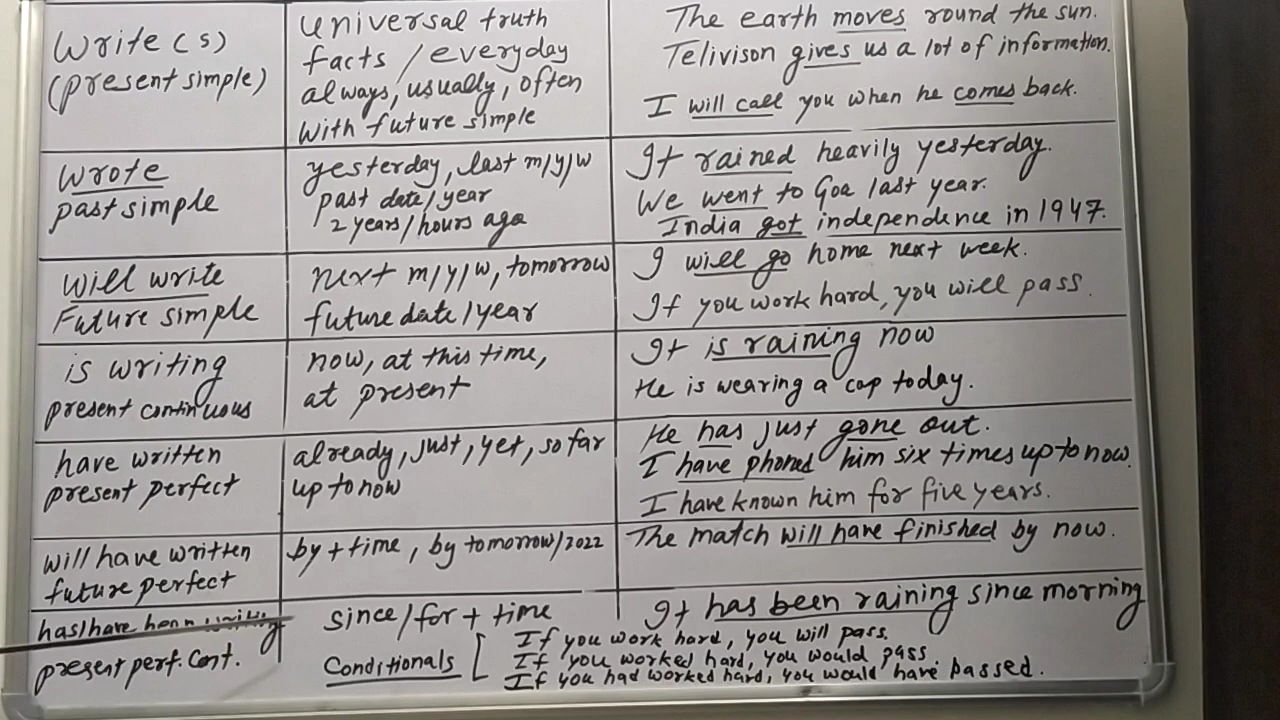 Write(s)
(present simple)
universal truth
facts / everyday
always, usually, often
with future simple
The earth moves round the sun.
Telivison gives us a lot of information.
I will call you when he comes back.
Wrote
past simple
yesterday, last m/y/w
past date/year
2 years/hours ago
It rained heavily yesterday.
We went to Goa last year.
India got independence in 1947.
will write
Future simple
next m/y/w, tomorrow
future date/year
I will go home next week.
If you work hard, you will pass.
is writing
present continuous
now, at this time,
at present
It is raining now
He is wearing a cap today.
have written
present perfect
already, just, yet, so far
up to now
He has just gone out.
I have phoned him six times up to now.
I have known him for five years.
will have written
future perfect
by + time, by tomorrow/2022
The match will have finished by now.
has/have been writing
present perf. cont.
since/for + time
It has been raining since morning
Conditionals
If you work hard, you will pass.
If you worked hard, you would pass.
If you had worked hard, you would have passed.